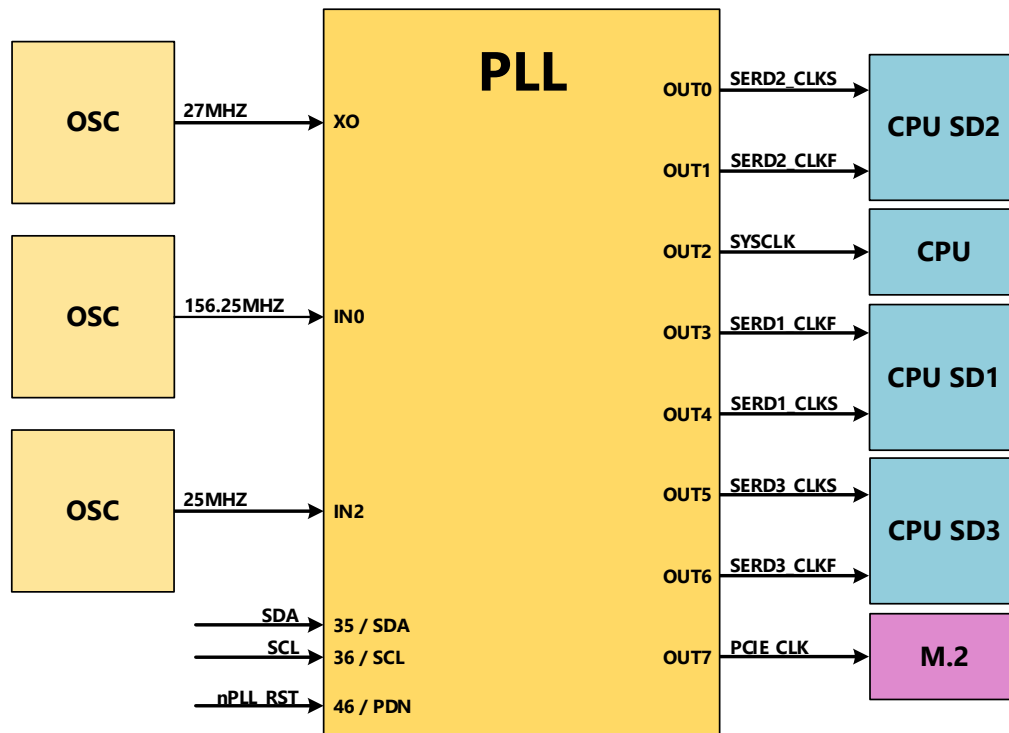 PLL
OSC
27MHZ
XO
OSC
156.25MHZ
IN0
OSC
25MHZ
IN2
SDA
35 / SDA
SCL
36 / SCL
nPLL_RST
46 / PDN
OUT0
SERD2_CLKS
OUT1
SERD2_CLKF
CPU SD2
OUT2
SYSCLK
CPU
OUT3
SERD1_CLKF
OUT4
SERD1_CLKS
CPU SD1
OUT5
SERD3_CLKS
OUT6
SERD3_CLKF
CPU SD3
OUT7
PCIE_CLK
M.2